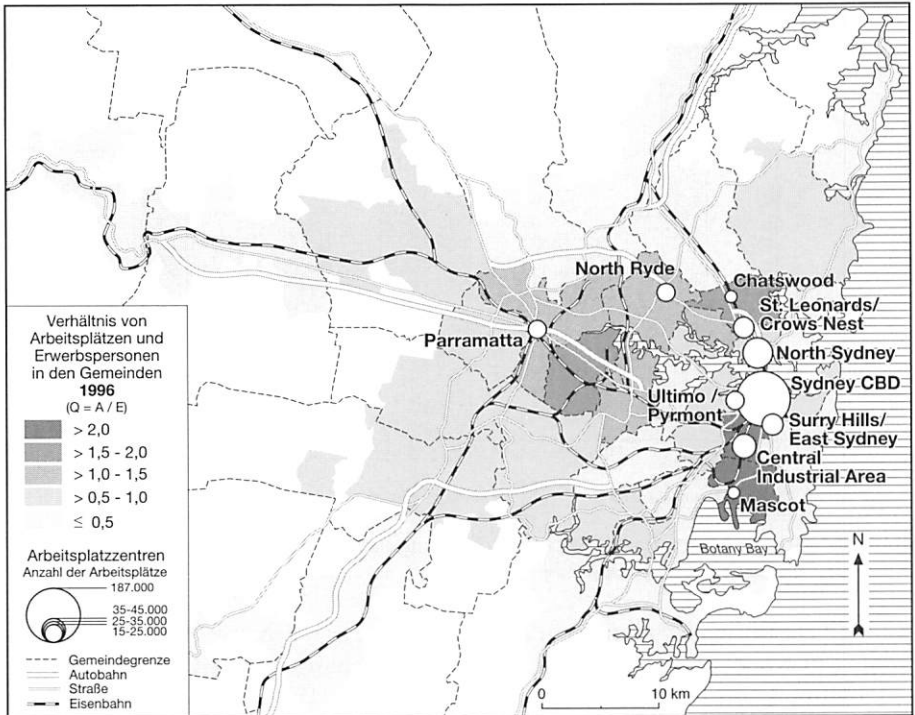 North Ryde
Chatswood
St. Leonards/
Crows Nest
Parramatta
North Sydney
Sydney CBD
Ultimo /
Pyrmont
Surry Hills/
East Sydney
Central
Industrial Area
Mascot
Botany Bay
N
0 10 km
Verhältnis von
Arbeitsplätzen und
Erwerbspersonen
in den Gemeinden
1996
(Q = A / E)
> 2,0
> 1,5 - 2,0
> 1,0 - 1,5
> 0,5 - 1,0
≤ 0,5
Arbeitsplatzzentren
Anzahl der Arbeitsplätze
187.000
35-45.000
25-35.000
15-25.000
Gemeindegrenze
Autobahn
Straße
Eisenbahn